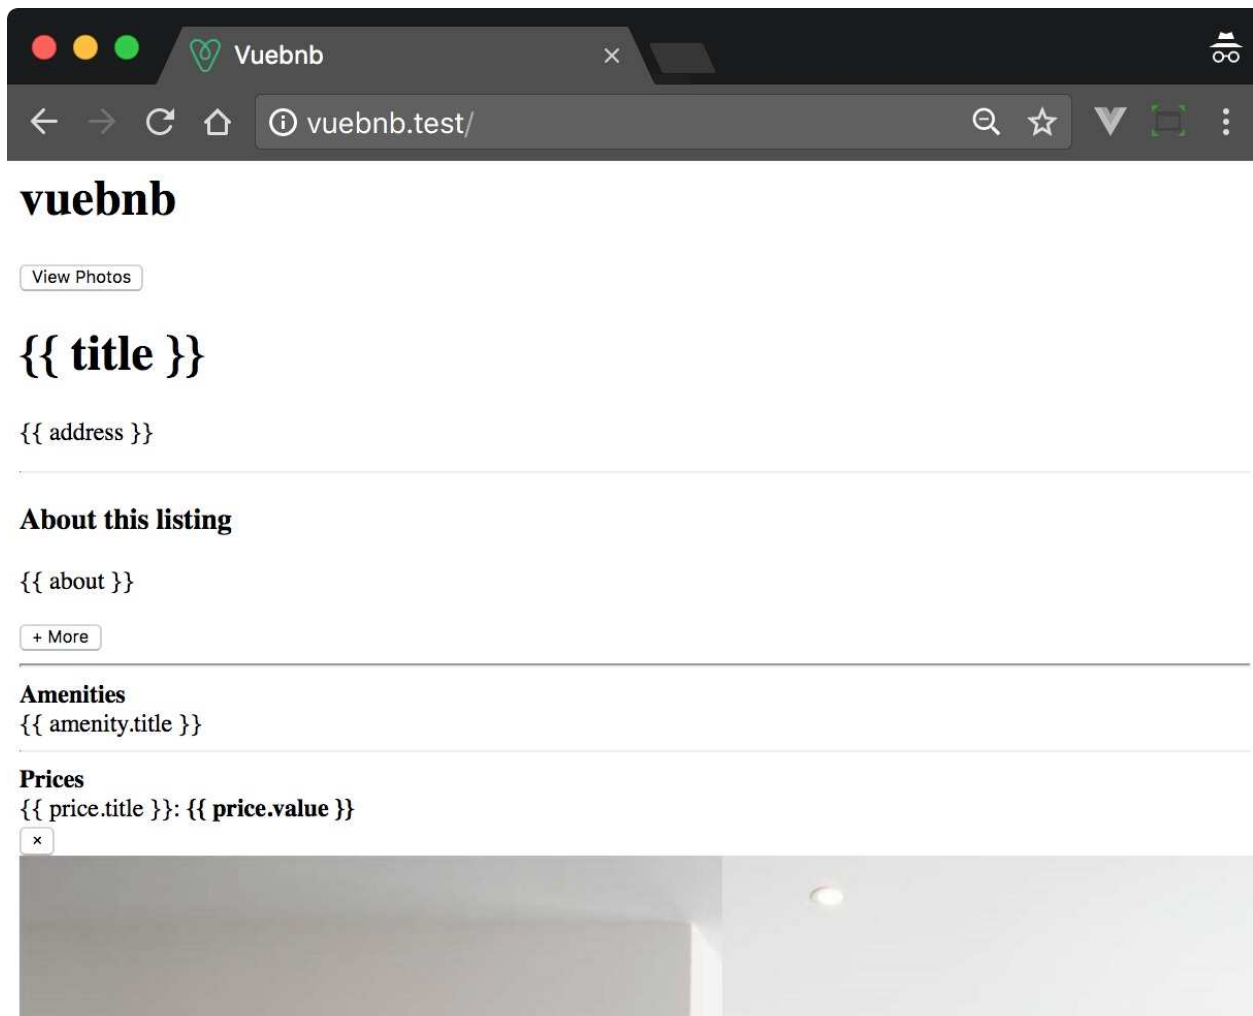 Vuebnb
vuebnb.test/
vuebnb
View Photos
{{ title }}
{{ address }}
About this listing
{{ about }}
+ More
Amenities
{{ amenity.title }}
Prices
{{ price.title }}: {{ price.value }}
×